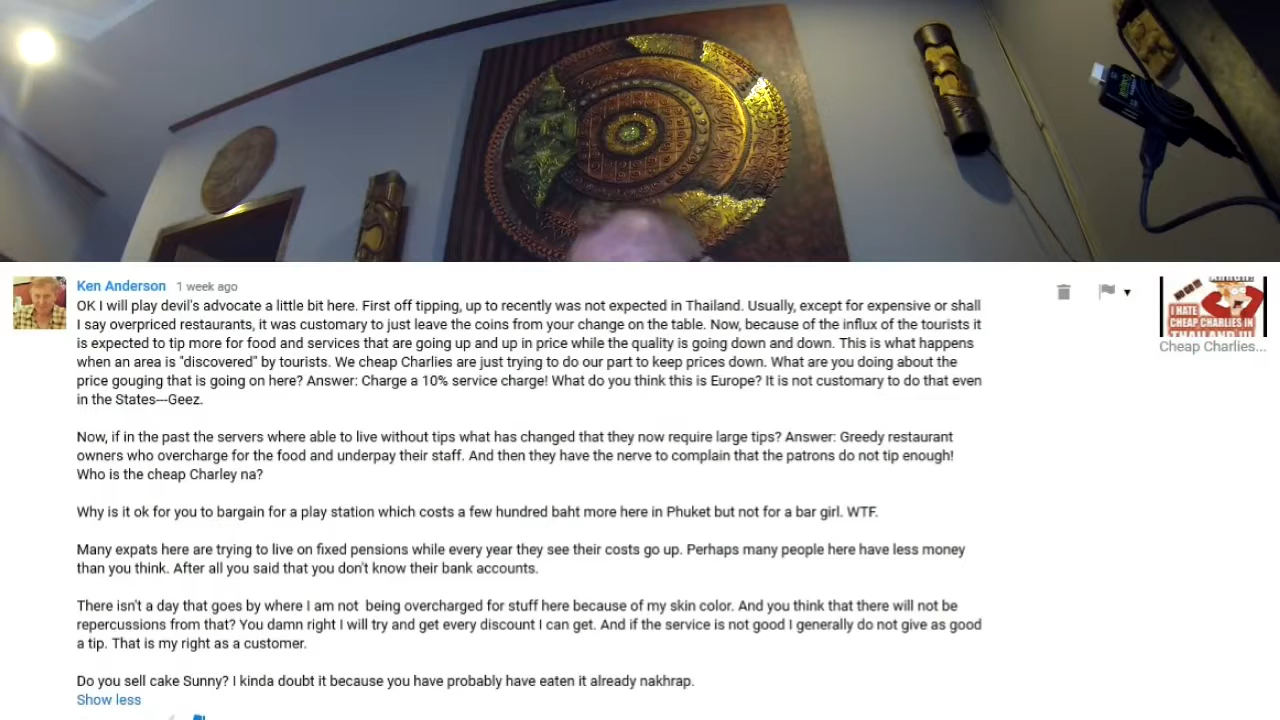 Ken Anderson 1 week ago
OK I will play devil's advocate a little bit here. First off tipping, up to recently was not expected in Thailand. Usually, except for expensive or shall
I say overpriced restaurants, it was customary to just leave the coins from your change on the table. Now, because of the influx of the tourists it
is expected to tip more for food and services that are going up and up in price while the quality is going down and down. This is what happens
when an area is "discovered" by tourists. We cheap Charlies are just trying to do our part to keep prices down. What are you doing about the
price gouging that is going on here? Answer: Charge a 10% service charge! What do you think this is Europe? It is not customary to do that even
in the States---Geez.
Now, if in the past the servers where able to live without tips what has changed that they now require large tips? Answer: Greedy restaurant
owners who overcharge for the food and underpay their staff. And then they have the nerve to complain that the patrons do not tip enough!
Who is the cheap Charley na?
Why is it ok for you to bargain for a play station which costs a few hundred baht more here in Phuket but not for a bar girl. WTF.
Many expats here are trying to live on fixed pensions while every year they see their costs go up. Perhaps many people here have less money
than you think. After all you said that you don't know their bank accounts.
There isn't a day that goes by where I am not being overcharged for stuff here because of my skin color. And you think that there will not be
repercussions from that? You damn right I will try and get every discount I can get. And if the service is not good I generally do not give as good
a tip. That is my right as a customer.
Do you sell cake Sunny? I kinda doubt it because you have probably have eaten it already nakhrap.
Show less
I HATE
CHEAP CHARLIES IN
THAILAND !!!
Cheap Charlies...